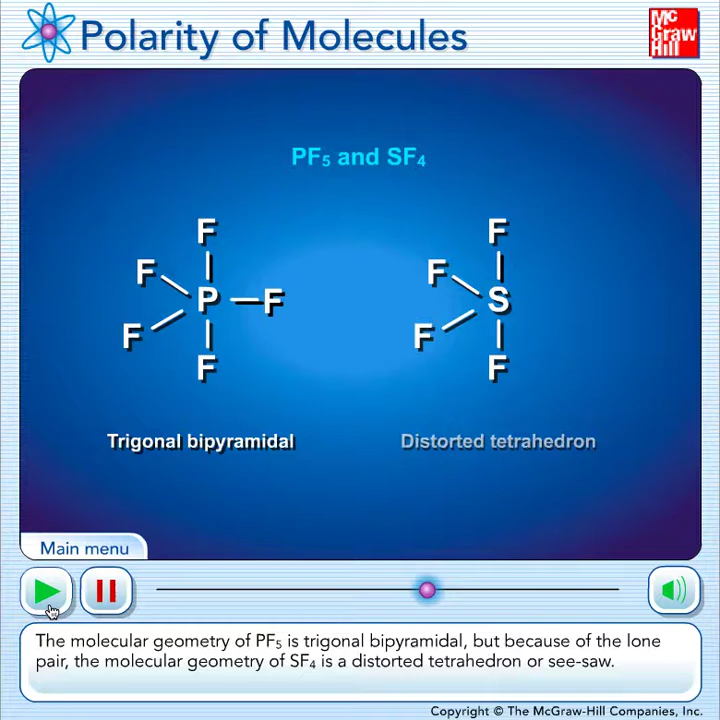 Polarity of Molecules
Mc
Graw
Hill
PF₅ and SF₄
F
F
F
P
F
F
F
F
F
S
F
F
Trigonal bipyramidal
Distorted tetrahedron
Main menu
The molecular geometry of PF₅ is trigonal bipyramidal, but because of the lone
pair, the molecular geometry of SF₄ is a distorted tetrahedron or see-saw.
Copyright © The McGraw-Hill Companies, Inc.